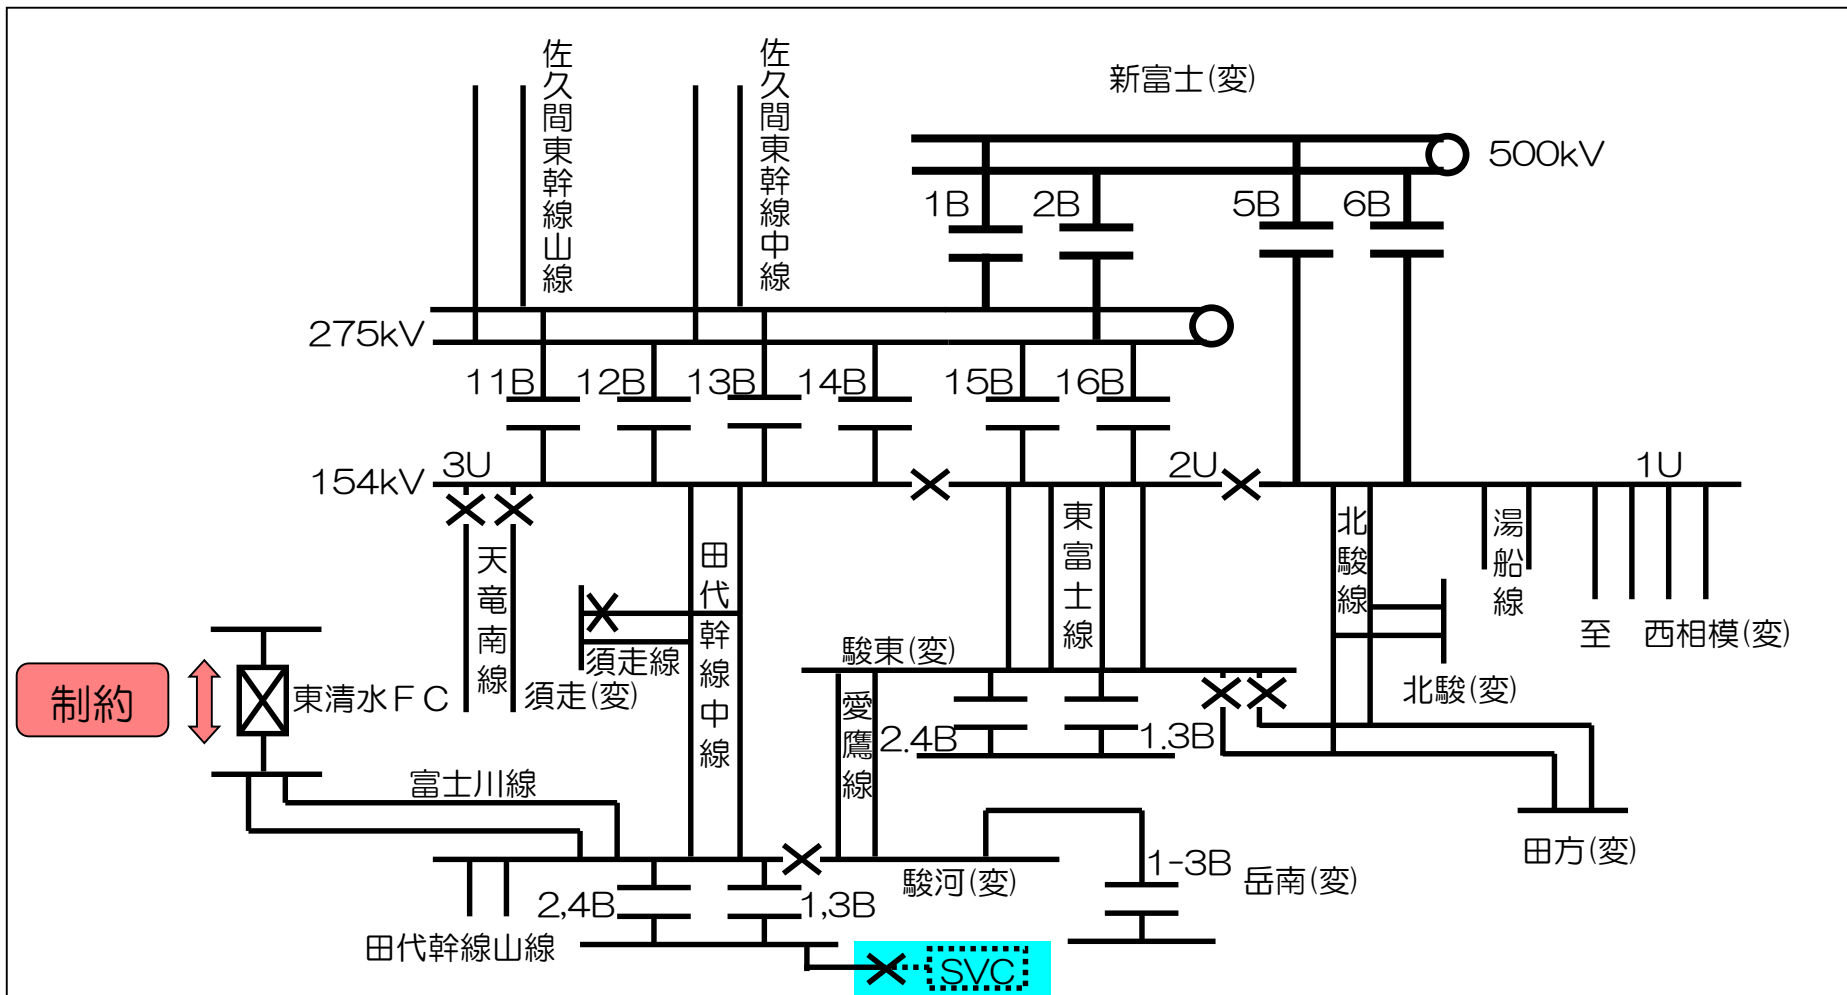 佐久間東幹線山線
佐久間東幹線中線
新富士(変)
500kV
1B
2B
5B
6B
275kV
11B
12B
13B
14B
15B
16B
154kV
3U
2U
1U
天竜南線
田代幹線中線
東富士線
北駿線
湯船線
至 西相模(変)
須走線
須走(変)
駿東(変)
北駿(変)
制約
東清水FC
愛鷹線
2.4B
1.3B
富士川線
田方(変)
駿河(変)
1-3B
岳南(変)
2,4B
1,3B
田代幹線山線
SVC